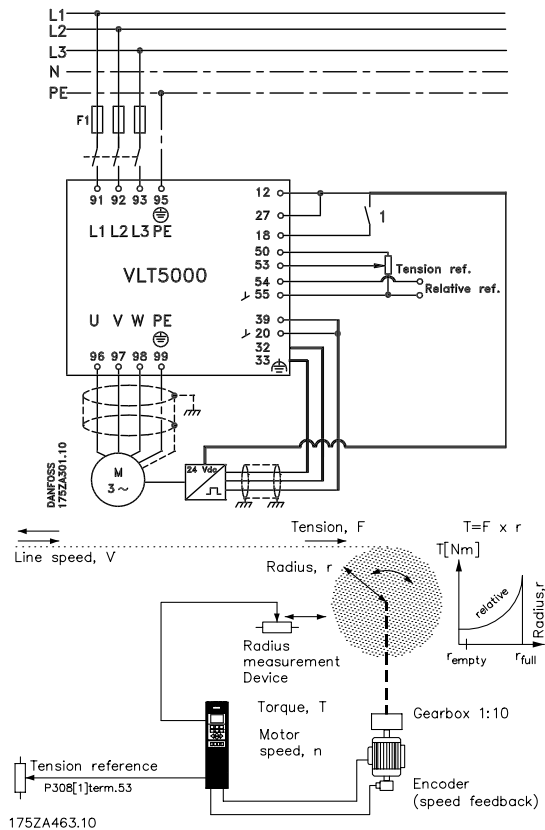 L1
L2
L3
N
PE
F1
91 92 93 95
L1 L2 L3 PE
VLT5000
U V W PE
96 97 98 99
12
27
18
1
50
53
54
55
Tension ref.
Relative ref.
39
20
32
33
M
3 ~
24 Vdc
DANFOSS
175ZA301.10
Line speed, V
Tension, F
T=F x r
T[Nm]
Radius, r
relative
Radius,r
r empty
r full
Radius
measurement
Device
Torque, T
Motor
speed, n
Gearbox 1:10
Tension reference
P308[1]term.53
Encoder
(speed feedback)
175ZA463.10